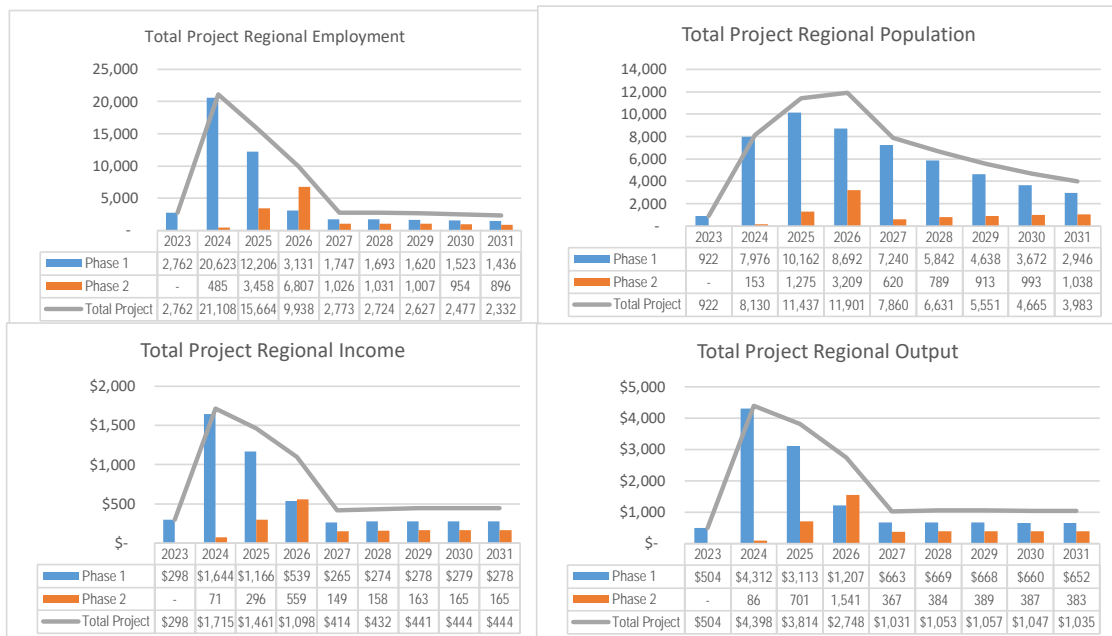 Total Project Regional Employment
25,000
20,000
15,000
10,000
5,000
-
2023 2024 2025 2026 2027 2028 2029 2030 2031
Phase 1 2,762 20,623 12,206 3,131 1,747 1,693 1,620 1,523 1,436
Phase 2 - 485 3,458 6,807 1,026 1,031 1,007 954 896
Total Project 2,762 21,108 15,664 9,938 2,773 2,724 2,627 2,477 2,332
Total Project Regional Population
14,000
12,000
10,000
8,000
6,000
4,000
2,000
-
2023 2024 2025 2026 2027 2028 2029 2030 2031
Phase 1 922 7,976 10,162 8,692 7,240 5,842 4,638 3,672 2,946
Phase 2 - 153 1,275 3,209 620 789 913 993 1,038
Total Project 922 8,130 11,437 11,901 7,860 6,631 5,551 4,665 3,983
Total Project Regional Income
$2,000
$1,500
$1,000
$500
$-
2023 2024 2025 2026 2027 2028 2029 2030 2031
Phase 1 $298 $1,644 $1,166 $539 $265 $274 $278 $279 $278
Phase 2 - 71 296 559 149 158 163 165 165
Total Project $298 $1,715 $1,461 $1,098 $414 $432 $441 $444 $444
Total Project Regional Output
$5,000
$4,000
$3,000
$2,000
$1,000
$-
2023 2024 2025 2026 2027 2028 2029 2030 2031
Phase 1 $504 $4,312 $3,113 $1,207 $663 $669 $668 $660 $652
Phase 2 - 86 701 1,541 367 384 389 387 383
Total Project $504 $4,398 $3,814 $2,748 $1,031 $1,053 $1,057 $1,047 $1,035